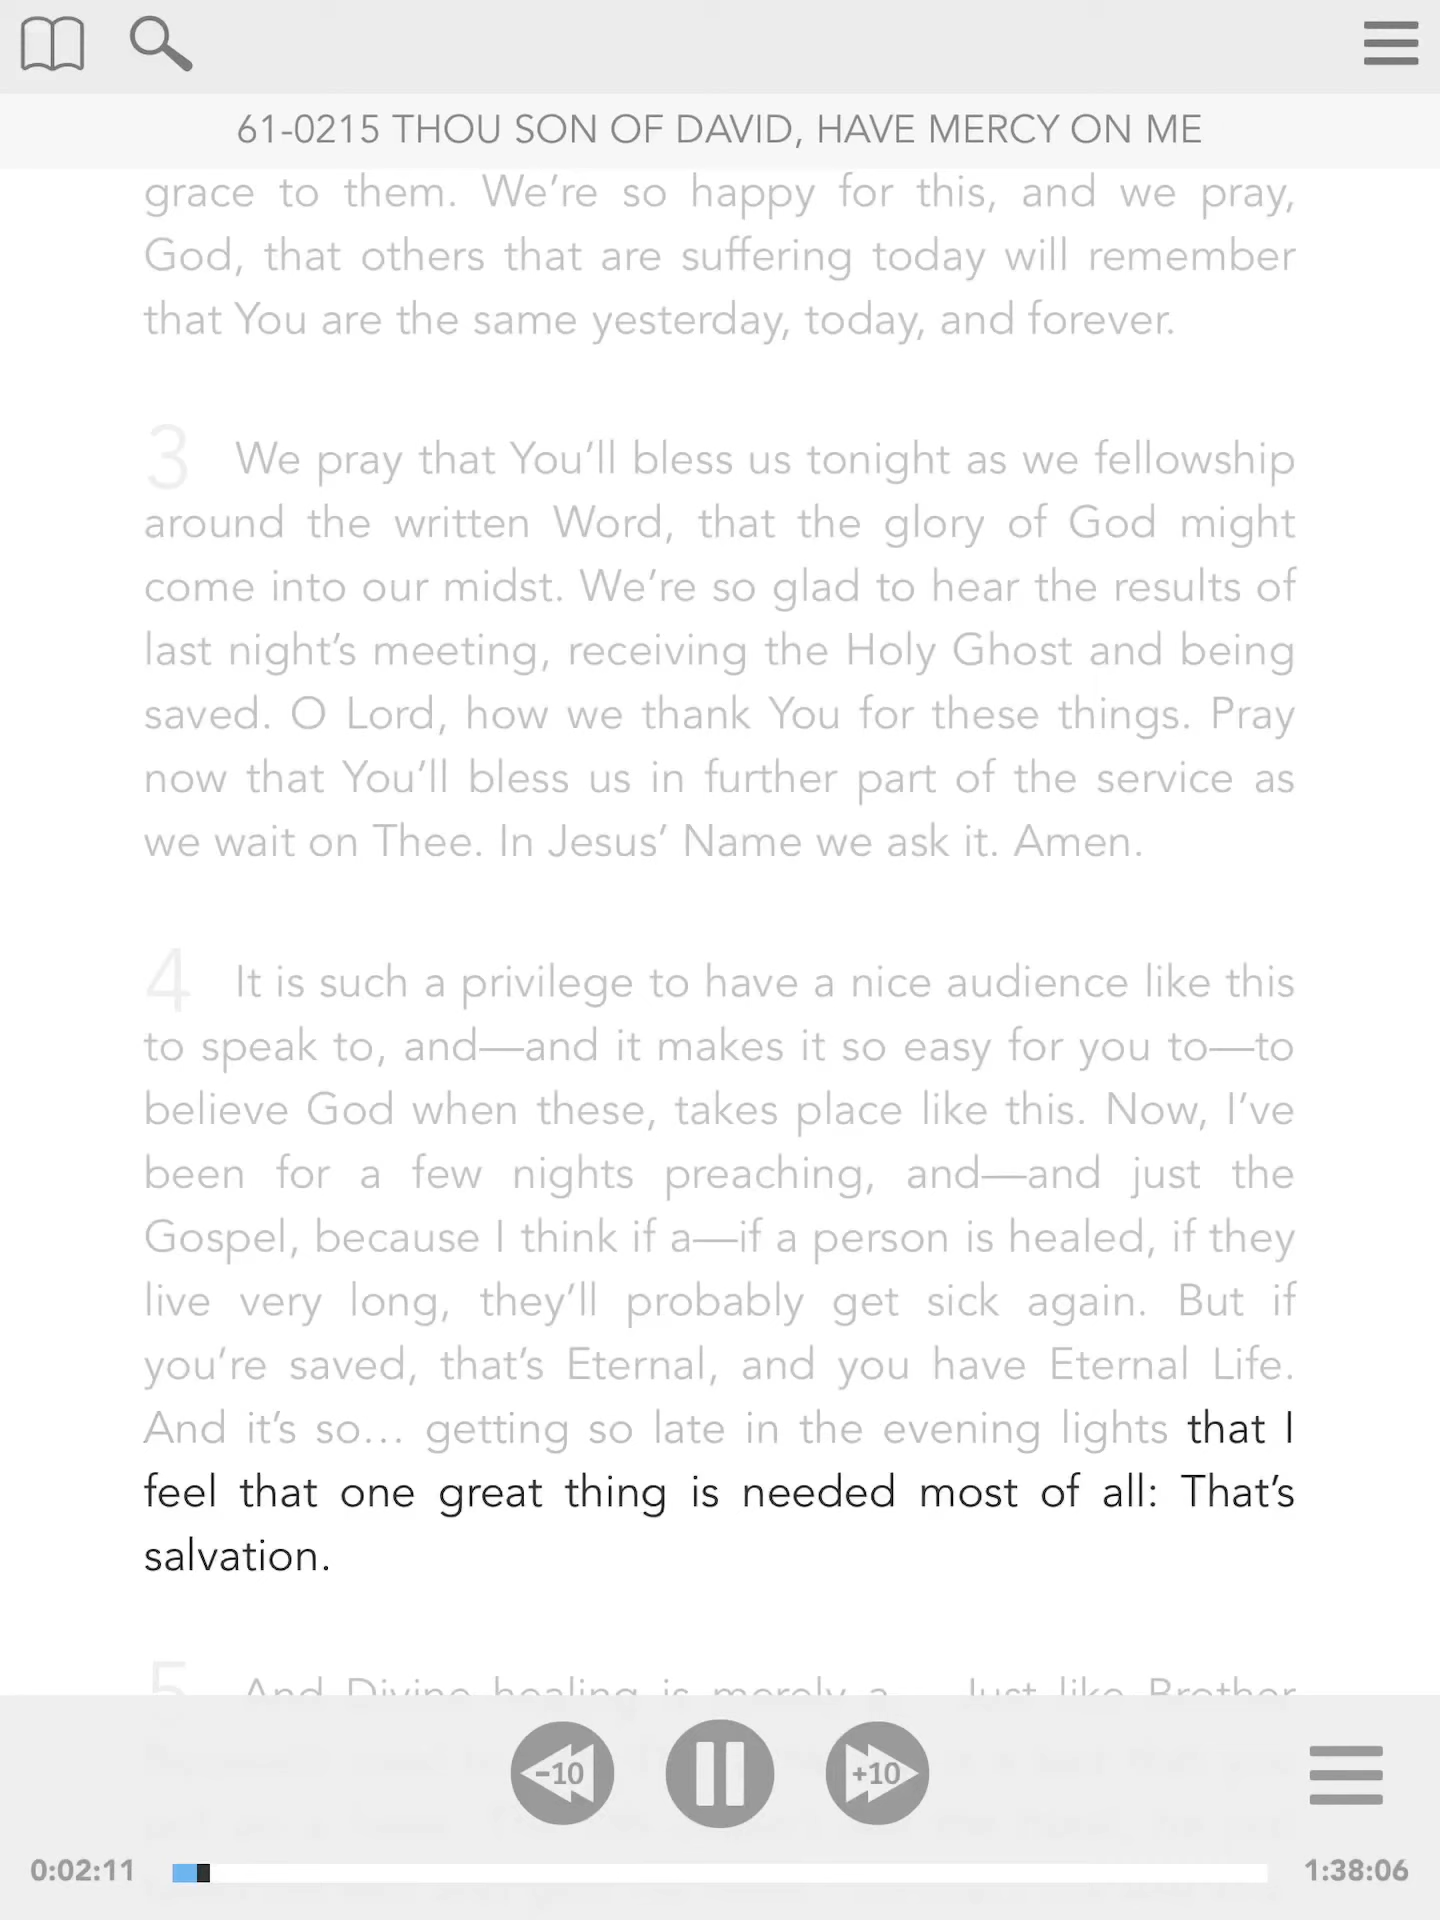 61-0215 THOU SON OF DAVID, HAVE MERCY ON ME
grace to them. We’re so happy for this, and we pray,
God, that others that are suffering today will remember
that You are the same yesterday, today, and forever.
3 We pray that You’ll bless us tonight as we fellowship
around the written Word, that the glory of God might
come into our midst. We’re so glad to hear the results of
last night’s meeting, receiving the Holy Ghost and being
saved. O Lord, how we thank You for these things. Pray
now that You’ll bless us in further part of the service as
we wait on Thee. In Jesus’ Name we ask it. Amen.
4 It is such a privilege to have a nice audience like this
to speak to, and—and it makes it so easy for you to—to
believe God when these, takes place like this. Now, I’ve
been for a few nights preaching, and—and just the
Gospel, because I think if a—if a person is healed, if they
live very long, they’ll probably get sick again. But if
you’re saved, that’s Eternal, and you have Eternal Life.
And it’s so… getting so late in the evening lights that I
feel that one great thing is needed most of all: That’s
salvation.
5 And Divine healing is merely a… Just like Brother
-10 +10
0:02:11 1:38:06